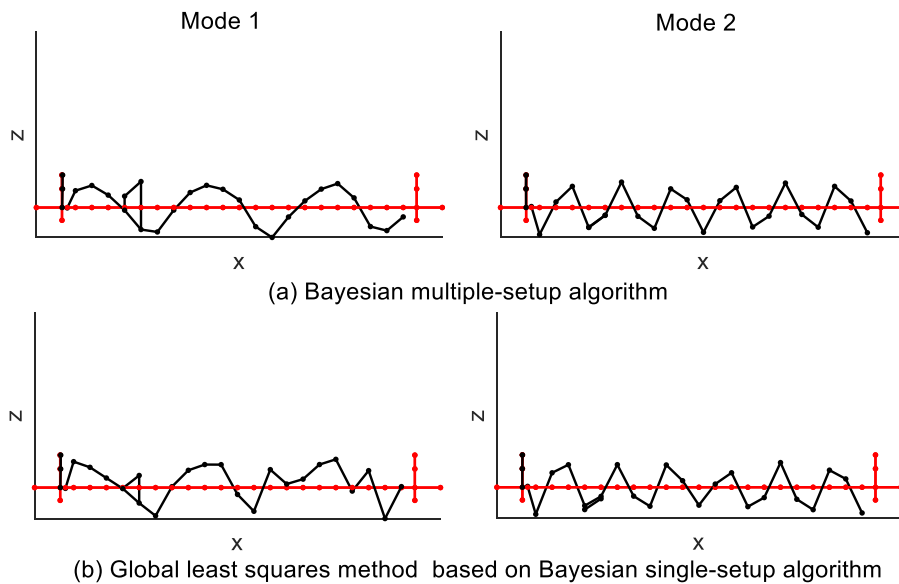 Mode 1
Mode 2
z
z
x
x
(a) Bayesian multiple-setup algorithm
z
z
x
x
(b) Global least squares method based on Bayesian single-setup algorithm